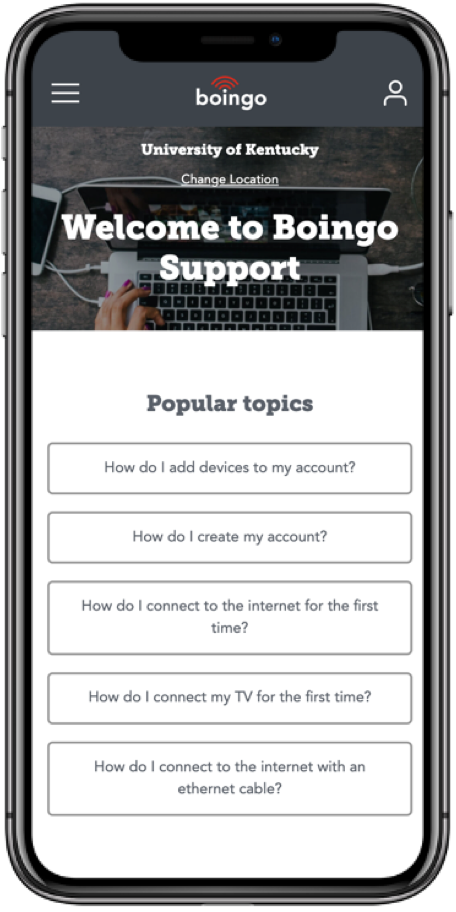 boingo
University of Kentucky
Change Location
Welcome to Boingo
Support
Popular topics
How do I add devices to my account?
How do I create my account?
How do I connect to the internet for the first
time?
How do I connect my TV for the first time?
How do I connect to the internet with an
ethernet cable?